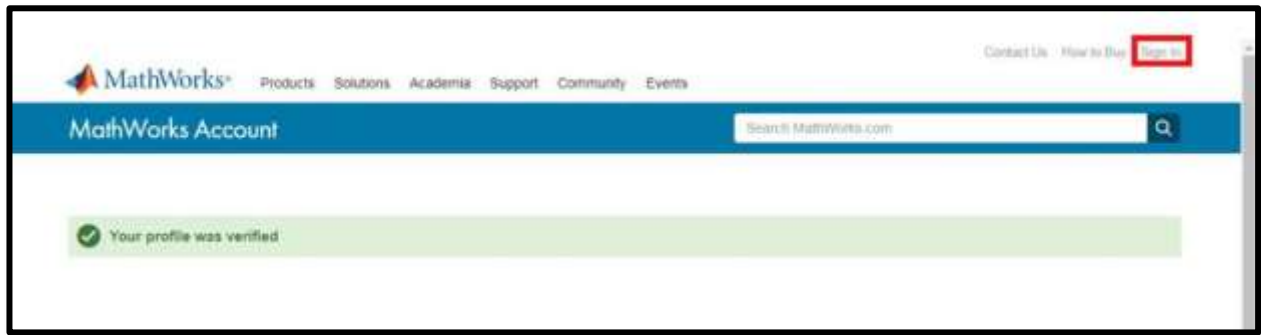 Contact Us How to Buy Sign In
MathWorks® Products Solutions Academia Support Community Events
MathWorks Account
Search MathWorks.com
Your profile was verified